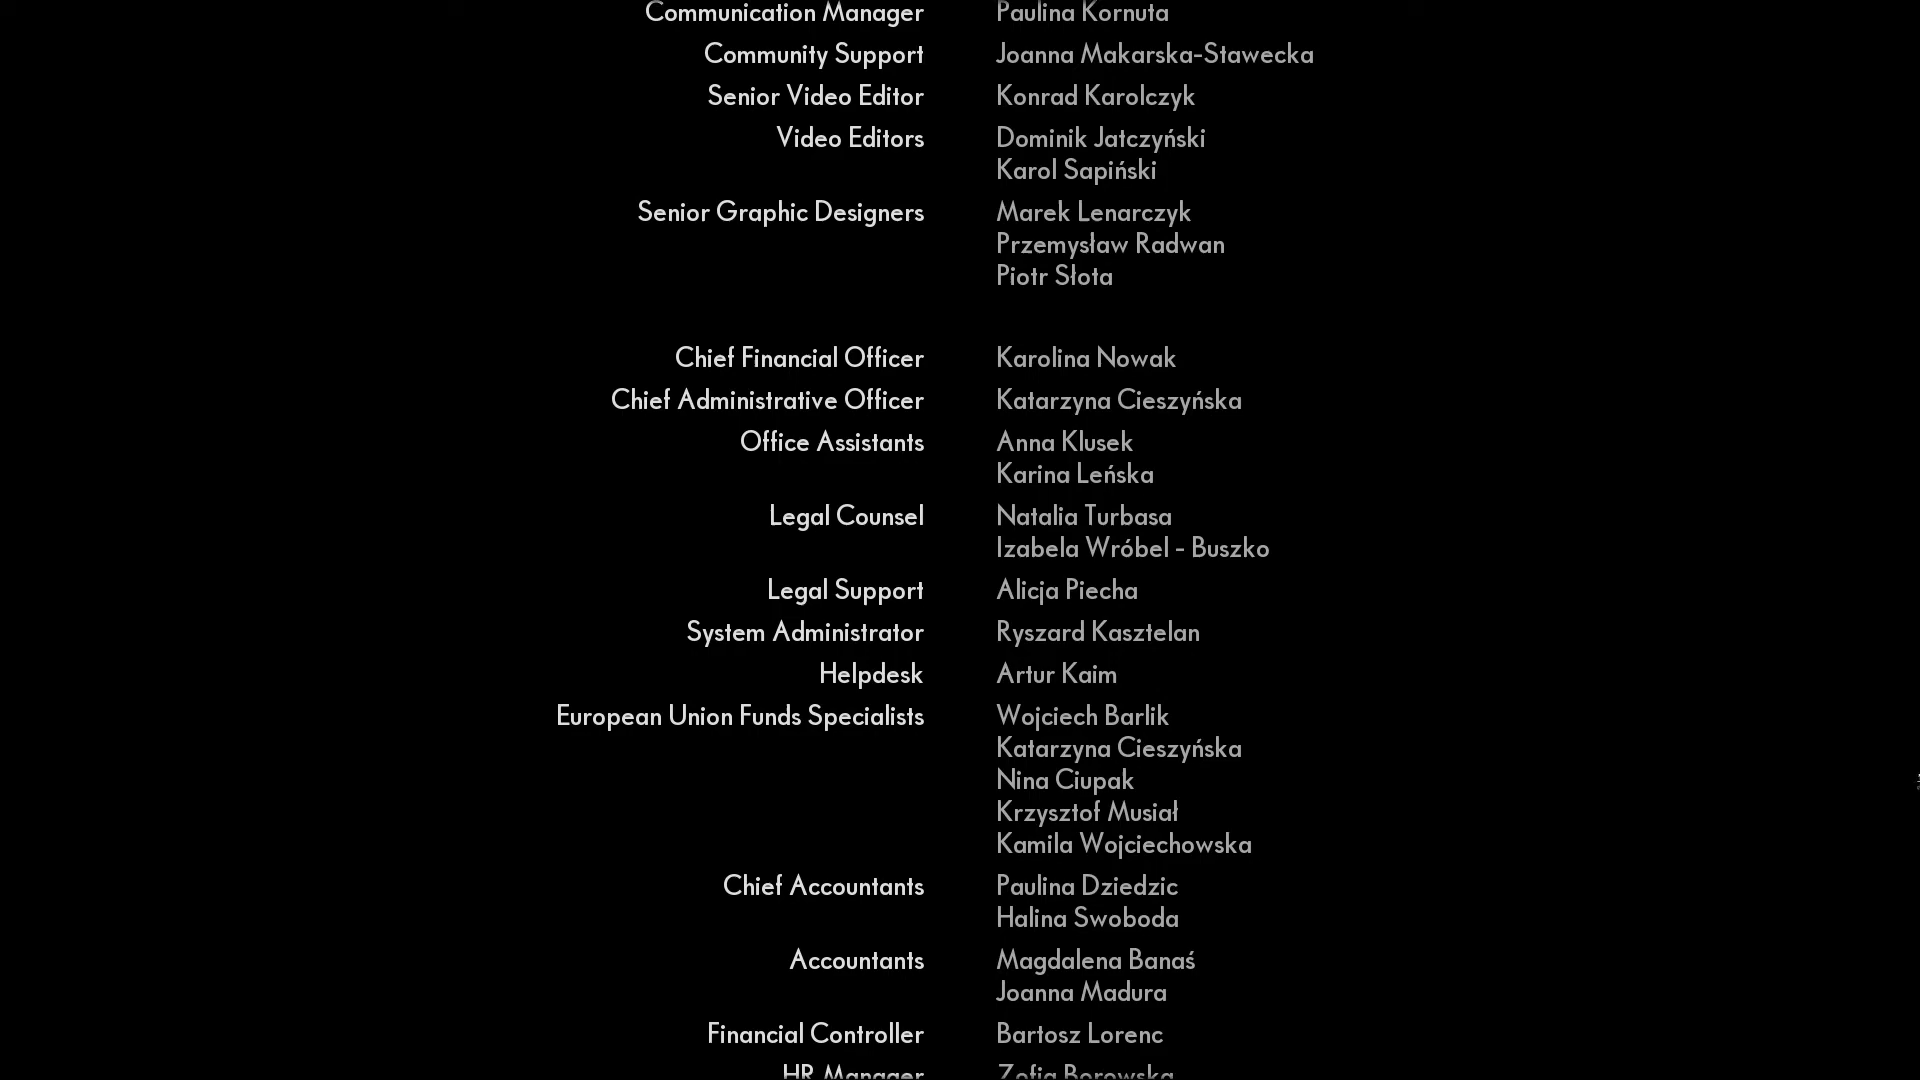 Communication Manager Paulina Kornuta
Community Support Joanna Makarska-Stawecka
Senior Video Editor Konrad Karolczyk
Video Editors Dominik Jatczyński
Karol Sapiński
Senior Graphic Designers Marek Lenarczyk
Przemysław Radwan
Piotr Słota
Chief Financial Officer Karolina Nowak
Chief Administrative Officer Katarzyna Cieszyńska
Office Assistants Anna Klusek
Karina Leńska
Legal Counsel Natalia Turbasa
Izabela Wróbel - Buszko
Legal Support Alicja Piecha
System Administrator Ryszard Kasztelan
Helpdesk Artur Kaim
European Union Funds Specialists Wojciech Barlik
Katarzyna Cieszyńska
Nina Ciupak
Krzysztof Musiał
Kamila Wojciechowska
Chief Accountants Paulina Dziedzic
Halina Swoboda
Accountants Magdalena Banaś
Joanna Madura
Financial Controller Bartosz Lorenc
HR Manager Zofia Borowska